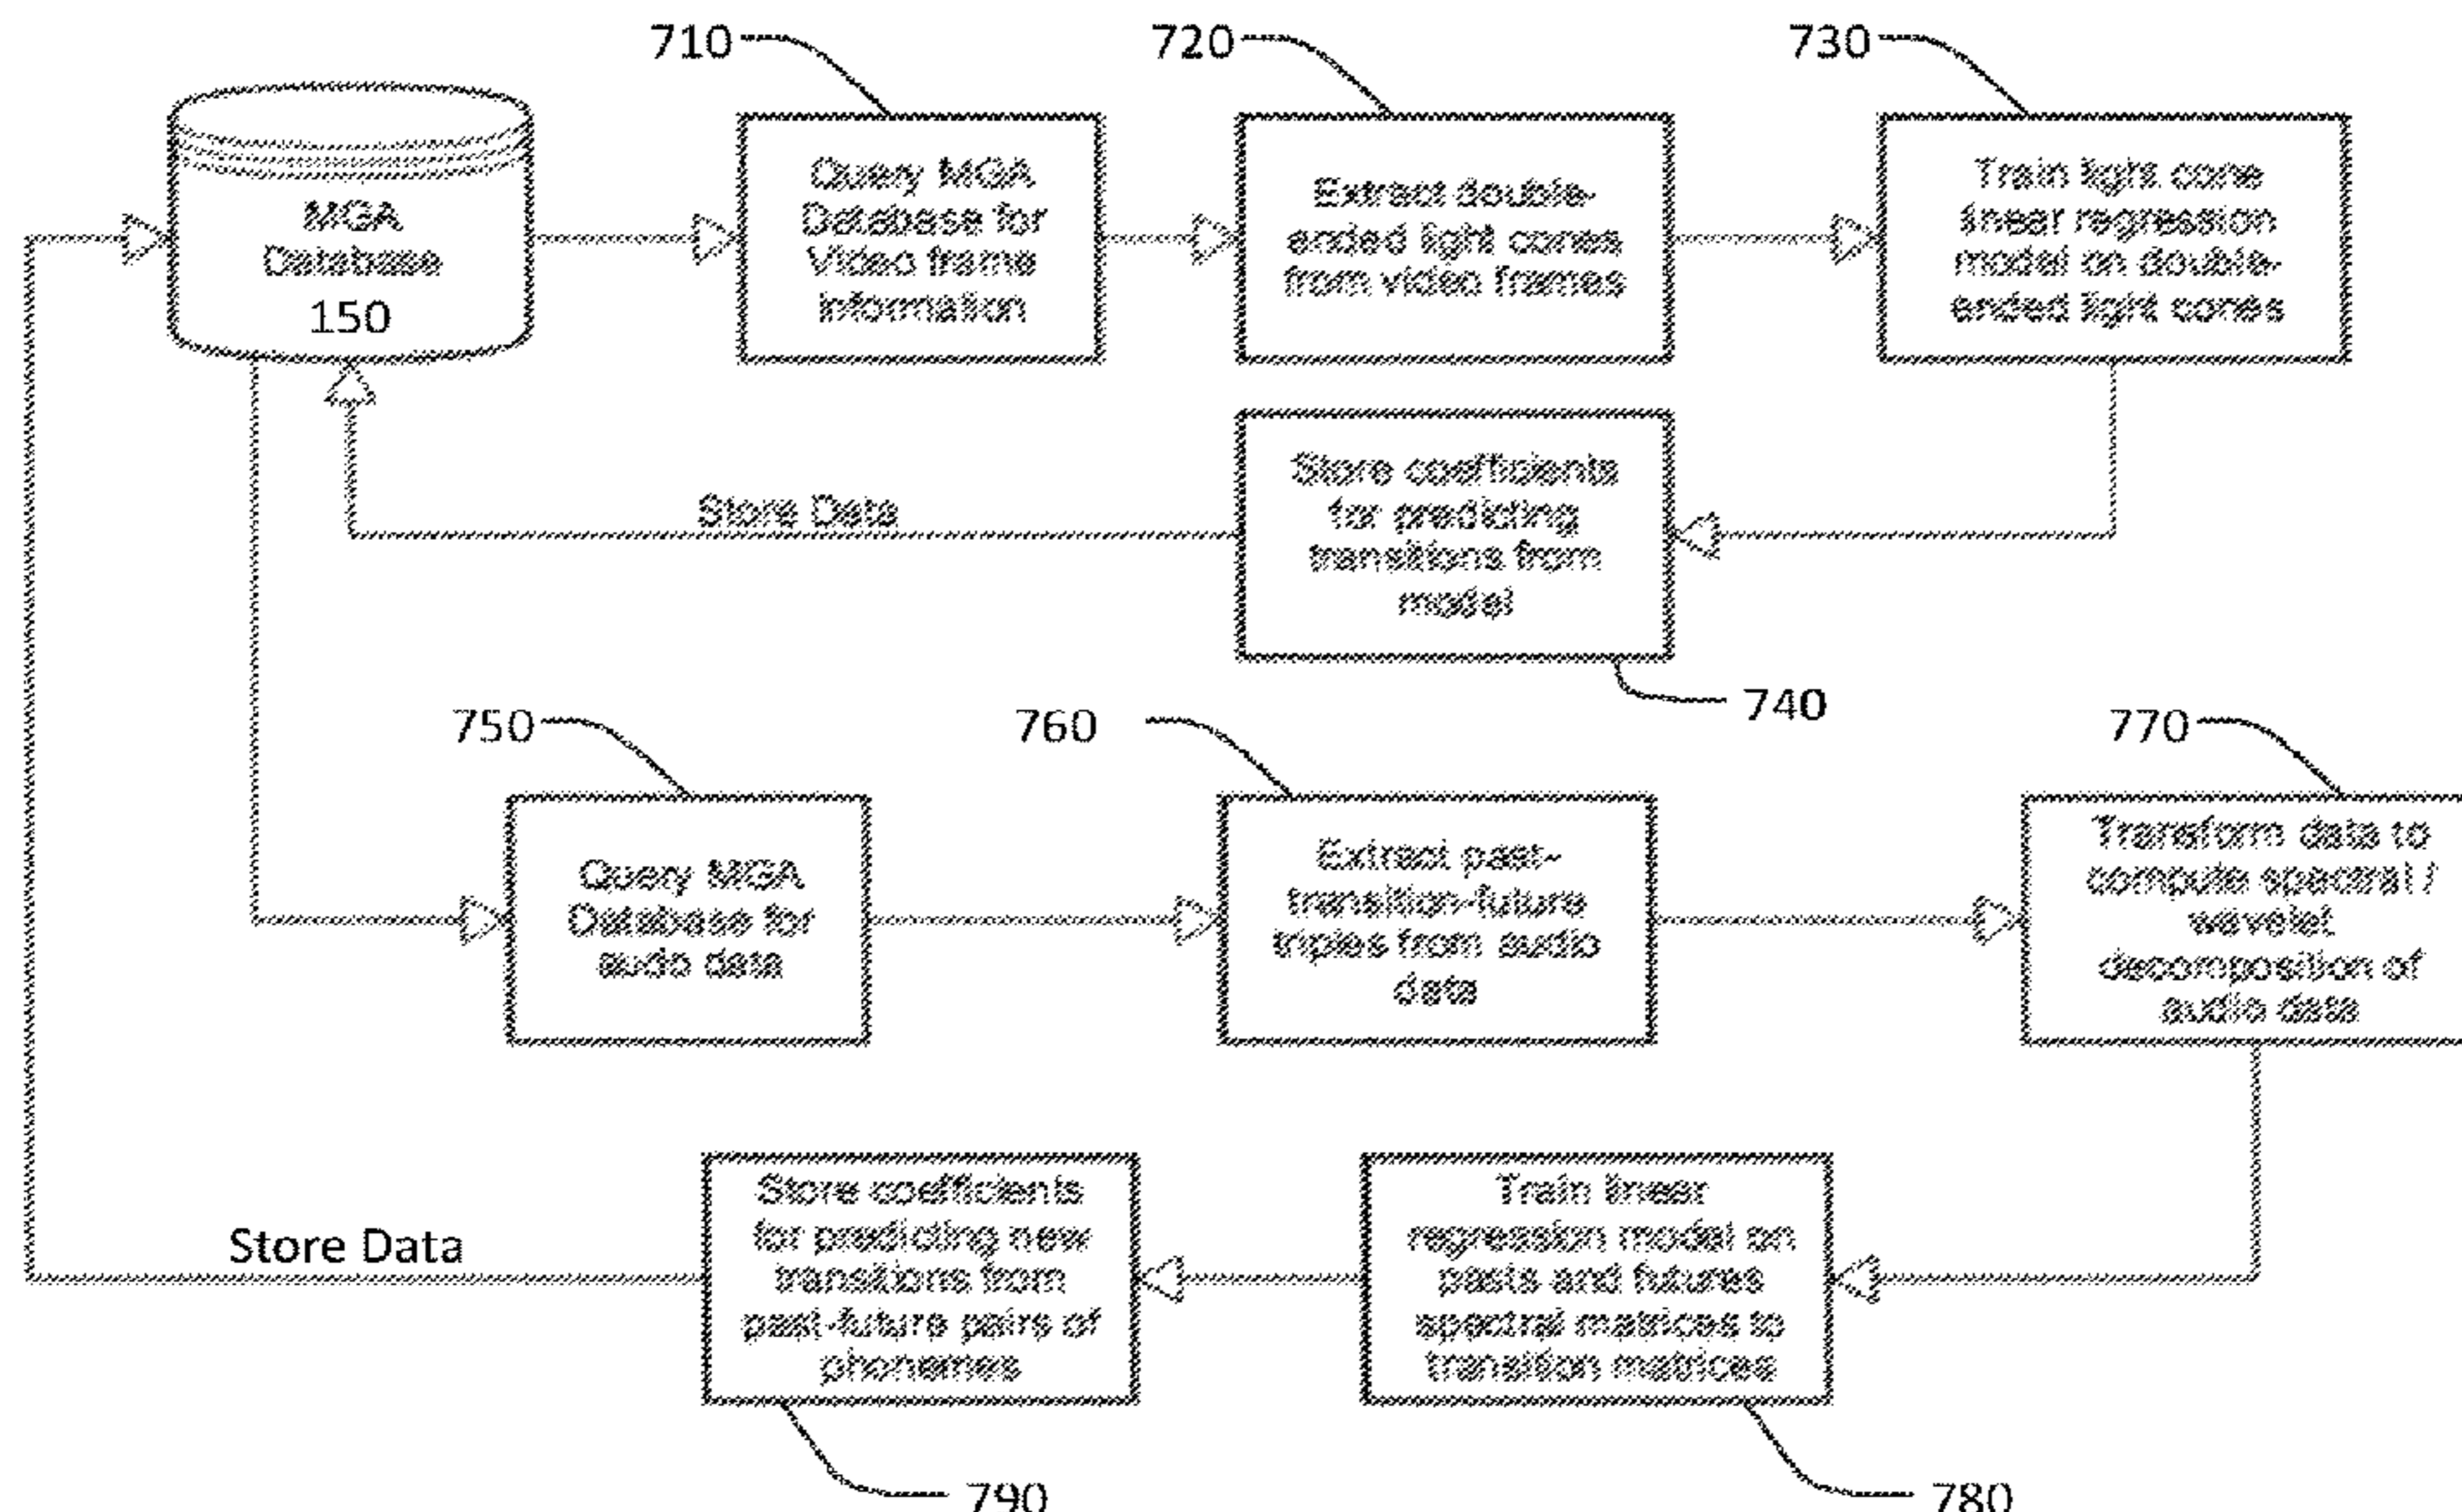 710
720
730
MGA
Database
150
Query MGA
Database for
Video frame
information
Extract double-
ended light cones
from video frames
Train light cone
linear regression
model on double-
ended light cones
Store Data
Store coefficients
for predicting
transitions from
model
740
750
760
770
Query MGA
Database for
audio data
Extract past-
transition-future
triples from audio
data
Transform data to
compute spectral /
wavelet
decomposition of
audio data
Store Data
Store coefficients
for predicting new
transitions from
past-future pairs of
phonemes
Train linear
regression model on
pasts and futures
spectral matrices to
transition matrices
790
780